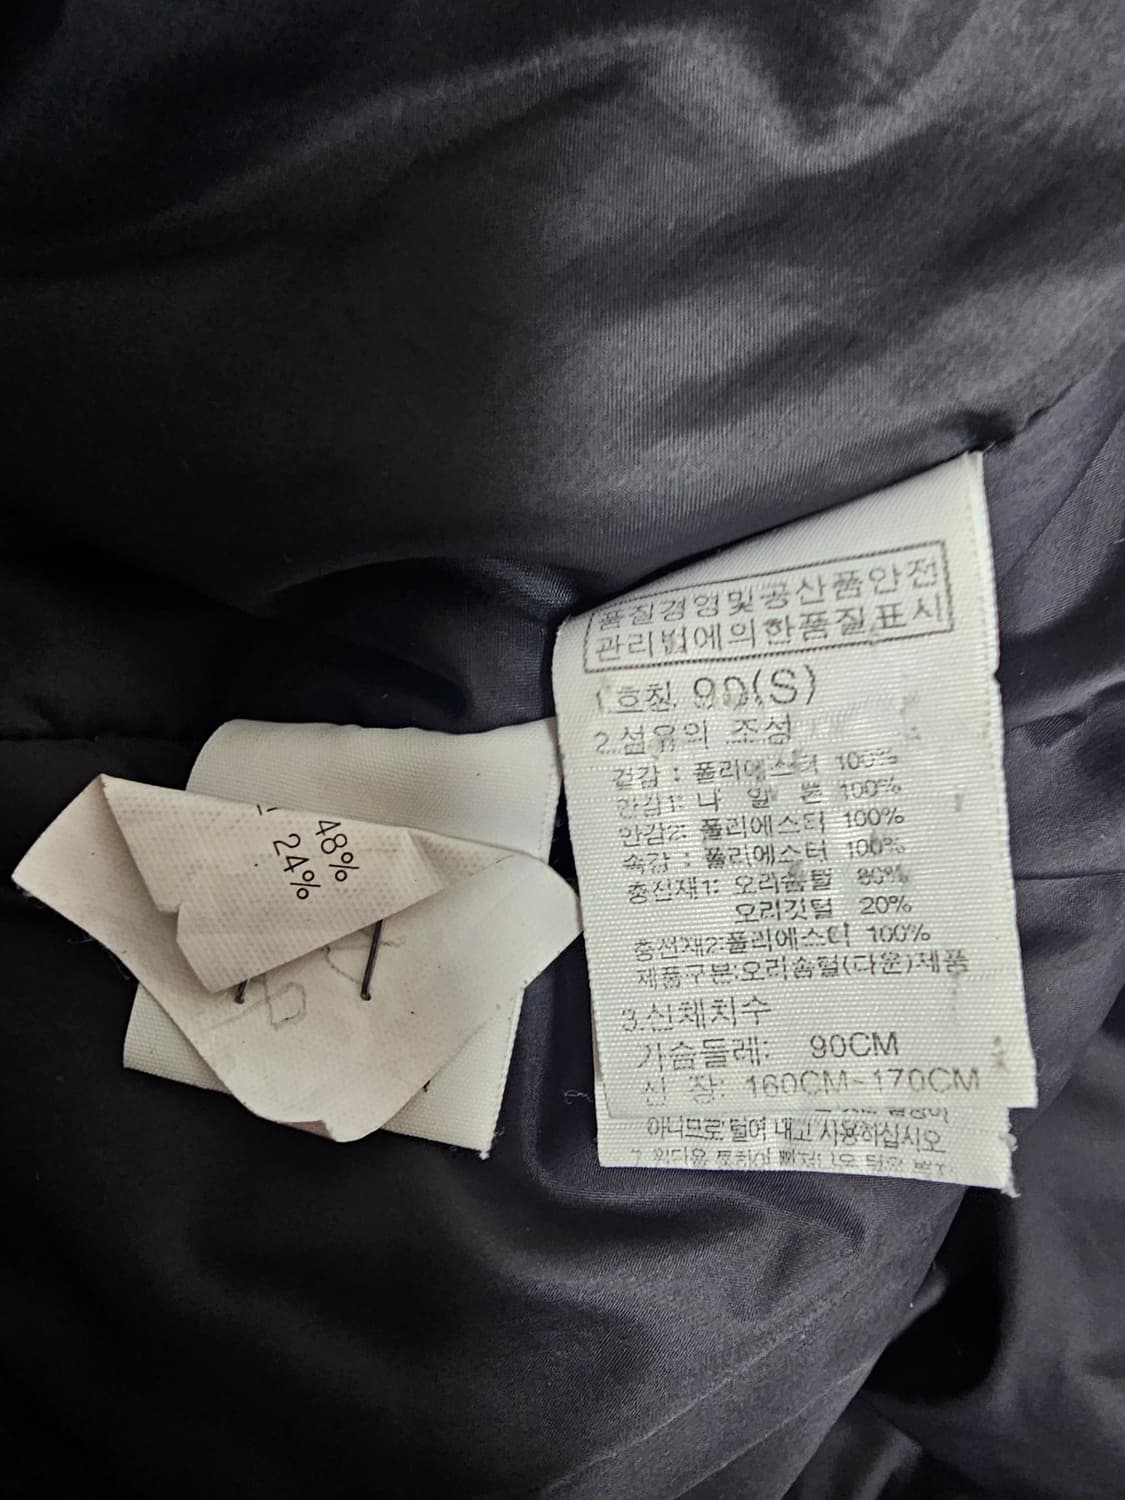 품질경영및공산품안전
관리법에의한품질표시
1.호칭 90(S)
2.섬유의 조성
겉감 : 폴리에스터 100%
안감1: 나 일 론 100%
안감2: 폴리에스터 100%
속감 : 폴리에스터 100%
충전재1: 오리솜털 80%
오리깃털 20%
충전재2:폴리에스터 100%
제품구분:오리솜털(다운)제품
3.신체치수
가슴둘레: 90CM
신 장: 160CM~170CM
아니므로 털어 내고 사용하십시오
48%
24%